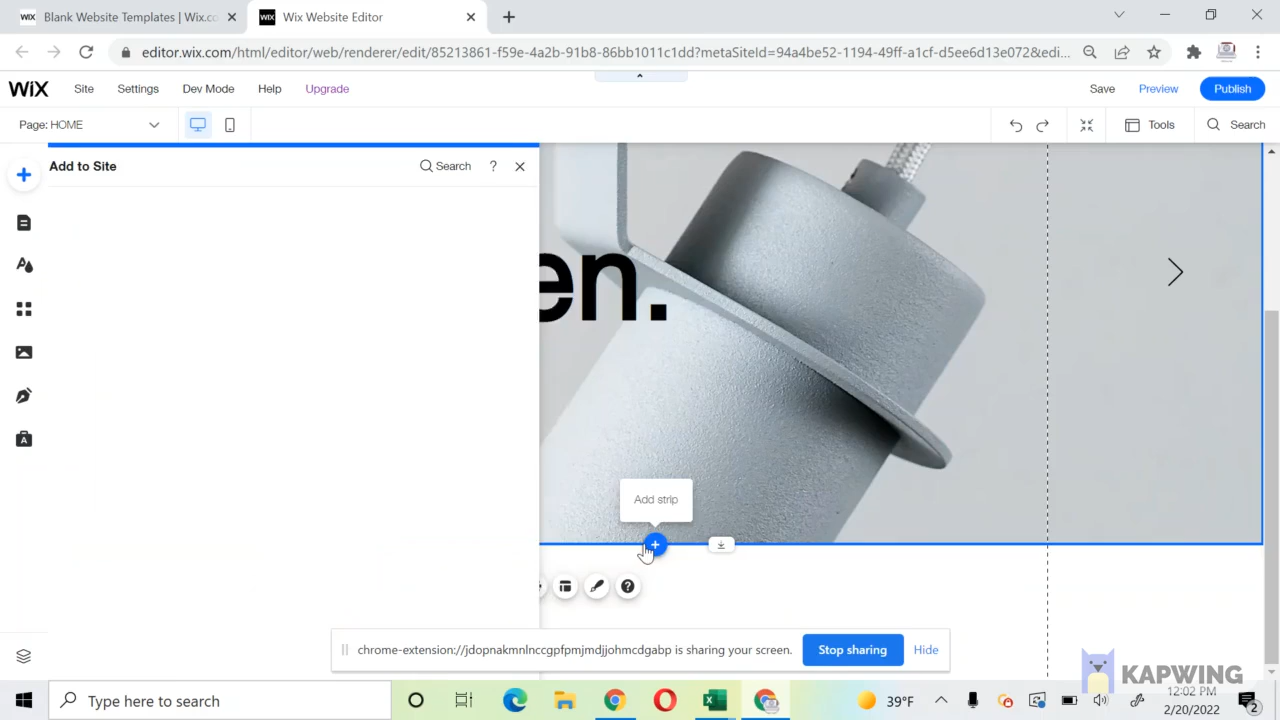 WiX Blank Website Templates | Wix.co
WiX Wix Website Editor
editor.wix.com/html/editor/web/renderer/edit/85213861-f59e-4a2b-91b8-86bb1011c1dd?metaSiteId=94a4be52-1194-49ff-a1cf-d5ee6d13e072&edi...
WiX Site Settings Dev Mode Help Upgrade Save Preview Publish
Page: HOME Tools Search
Add to Site Search ?
en.
A
Add strip
?
chrome-extension://jdopnakmnlnccgpfpmjmdjjohmcdgabp is sharing your screen. Stop sharing Hide
KAPWING
Type here to search 39°F 12:02 PM
2/20/2022 2